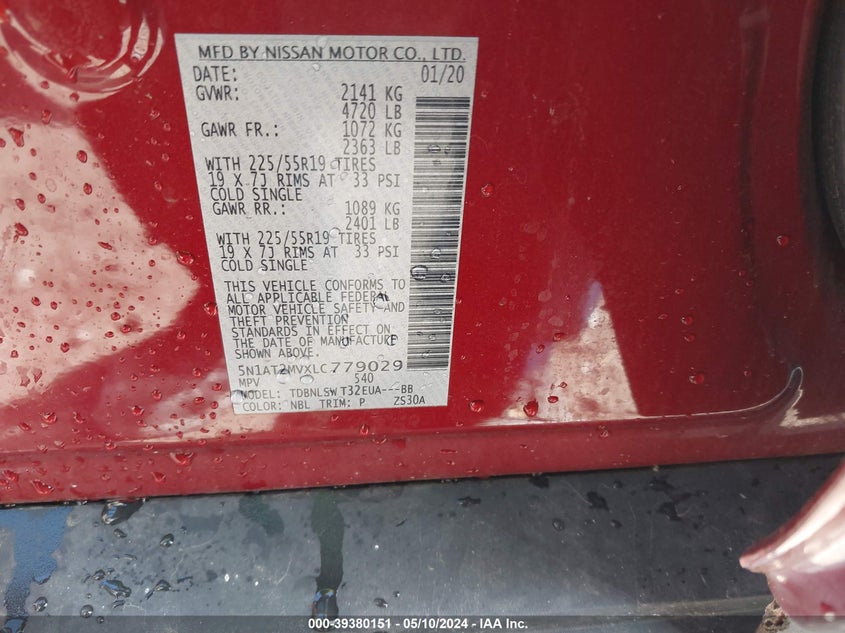 MFD BY NISSAN MOTOR CO., LTD.
DATE: 01/20
GVWR: 2141 KG
4720 LB
GAWR FR.: 1072 KG
2363 LB
WITH 225/55R19 TIRES
19 X 7J RIMS AT 33 PSI
COLD SINGLE
GAWR RR.: 1089 KG
2401 LB
WITH 225/55R19 TIRES
19 X 7J RIMS AT 33 PSI
COLD SINGLE
THIS VEHICLE CONFORMS TO
ALL APPLICABLE FEDERAL
MOTOR VEHICLE SAFETY AND
THEFT PREVENTION
STANDARDS IN EFFECT ON
THE DATE OF MANUFACTURE
SHOWN ABOVE.
5N1AT2MVXLC779029
MPV 540
MODEL: TDBNLSW T32EUA---BB
COLOR: NBL TRIM: P ZS30A
000-39380151 - 05/10/2024 - IAA Inc.